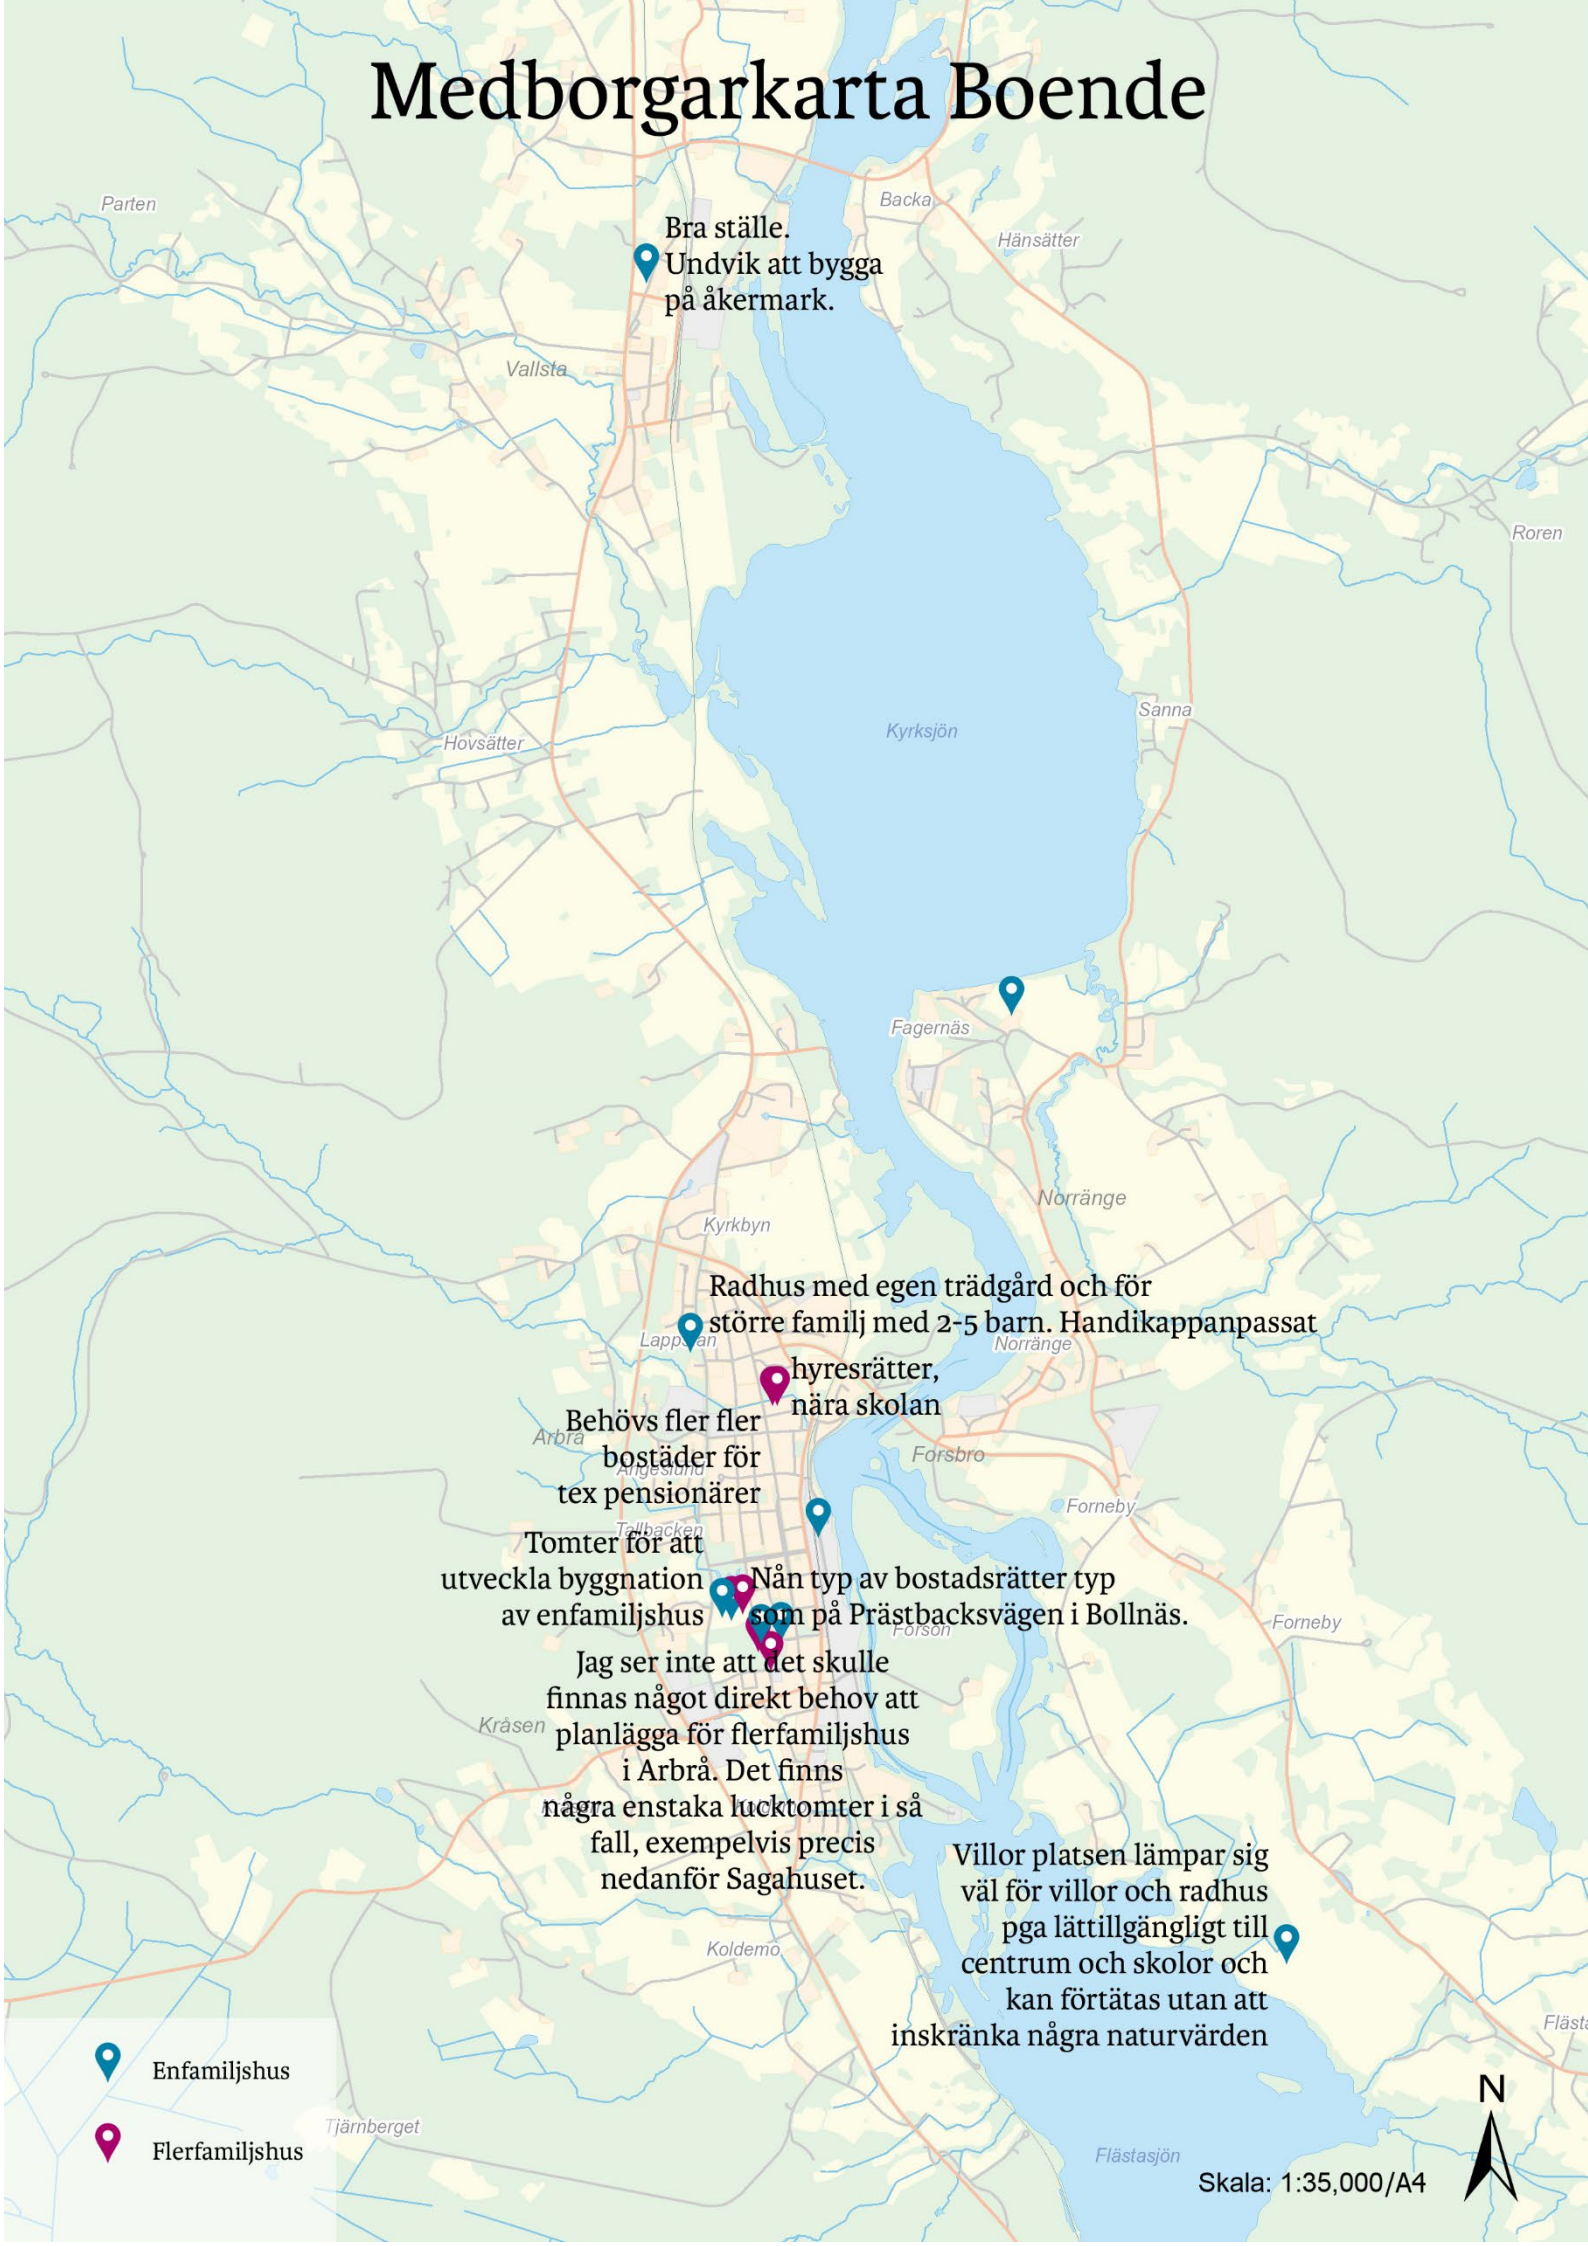 Medborgarkarta Boende
Parten
Backa
Hänsätter
Bra ställe.
Undvik att bygga
på åkermark.
Vallsta
Roren
Sanna
Kyrksjön
Hovsätter
Fagernäs
Norränge
Kyrkbyn
Radhus med egen trädgård och för
större familj med 2-5 barn. Handikappanpassat
Norränge
hyresrätter,
nära skolan
Behövs fler fler
bostäder för
tex pensionärer
Arbrå
Forsbro
Forneby
Tallbacken
Tomter för att
utveckla byggnation
av enfamiljshus
Nån typ av bostadsrätter typ
som på Prästbacksvägen i Bollnäs.
Forsön
Forneby
Jag ser inte att det skulle
finnas något direkt behov att
planlägga för flerfamiljshus
i Arbrå. Det finns
några enstaka lucktomter i så
fall, exempelvis precis
nedanför Sagahuset.
Kråsen
Villor platsen lämpar sig
väl för villor och radhus
pga lättillgängligt till
centrum och skolor och
kan förtätas utan att
inskränka några naturvärden
Koldemo
Enfamiljshus
Flerfamiljshus
Tjärnberget
Flästasjön
N
Skala: 1:35,000/A4